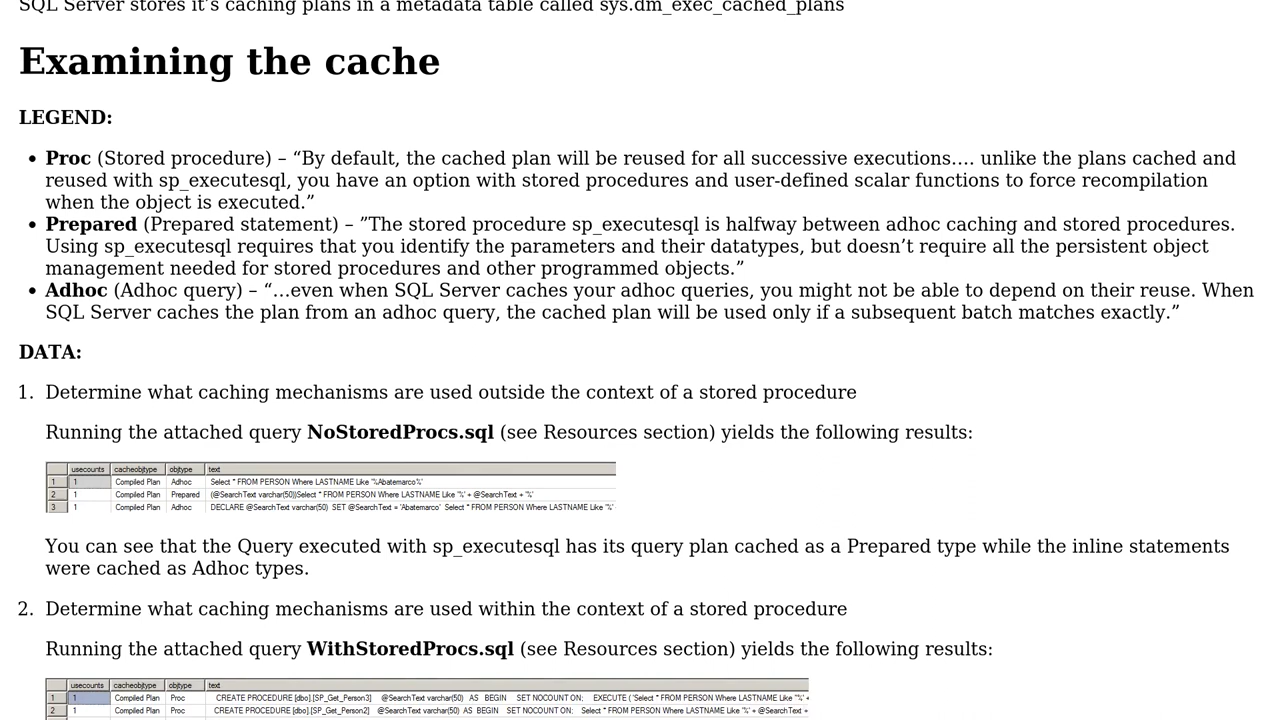 SQL Server stores it’s caching plans in a metadata table called sys.dm_exec_cached_plans
Examining the cache
LEGEND:
• Proc (Stored procedure) – “By default, the cached plan will be reused for all successive executions…. unlike the plans cached and
reused with sp_executesql, you have an option with stored procedures and user-defined scalar functions to force recompilation
when the object is executed.”
• Prepared (Prepared statement) – ”The stored procedure sp_executesql is halfway between adhoc caching and stored procedures.
Using sp_executesql requires that you identify the parameters and their datatypes, but doesn’t require all the persistent object
management needed for stored procedures and other programmed objects.”
• Adhoc (Adhoc query) – “…even when SQL Server caches your adhoc queries, you might not be able to depend on their reuse. When
SQL Server caches the plan from an adhoc query, the cached plan will be used only if a subsequent batch matches exactly.”
DATA:
1. Determine what caching mechanisms are used outside the context of a stored procedure
Running the attached query NoStoredProcs.sql (see Resources section) yields the following results:
usecounts cacheobjtype objtype text
1 1 Compiled Plan Adhoc Select * FROM PERSON Where LASTNAME Like '%Abatemarco%'
2 1 Compiled Plan Prepared (@SearchText varchar(50))Select * FROM PERSON Where LASTNAME Like '%' + @SearchText + '%'
3 1 Compiled Plan Adhoc DECLARE @SearchText varchar(50) SET @SearchText = 'Abatemarco' Select * FROM PERSON Where LASTNAME Like '%'
You can see that the Query executed with sp_executesql has its query plan cached as a Prepared type while the inline statements
were cached as Adhoc types.
2. Determine what caching mechanisms are used within the context of a stored procedure
Running the attached query WithStoredProcs.sql (see Resources section) yields the following results:
usecounts cacheobjtype objtype text
1 1 Compiled Plan Proc CREATE PROCEDURE [dbo].[SP_Get_Person3] @SearchText varchar(50) AS BEGIN SET NOCOUNT ON; EXECUTE ( 'Select * FROM PERSON Where LASTNAME Like ''%' +
2 1 Compiled Plan Proc CREATE PROCEDURE [dbo].[SP_Get_Person2] @SearchText varchar(50) AS BEGIN SET NOCOUNT ON; Select * FROM PERSON Where LASTNAME Like '%' + @SearchText +